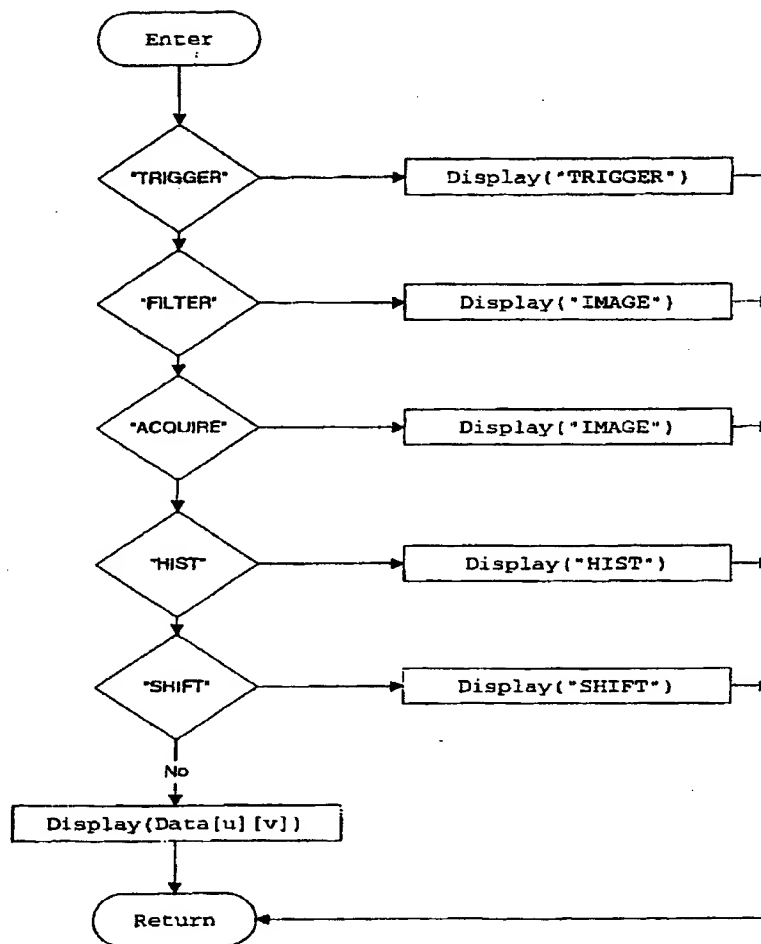 Enter
"TRIGGER"
Display("TRIGGER")
"FILTER"
Display("IMAGE")
"ACQUIRE"
Display("IMAGE")
"HIST"
Display("HIST")
"SHIFT"
Display("SHIFT")
No
Display(Data[u][v])
Return